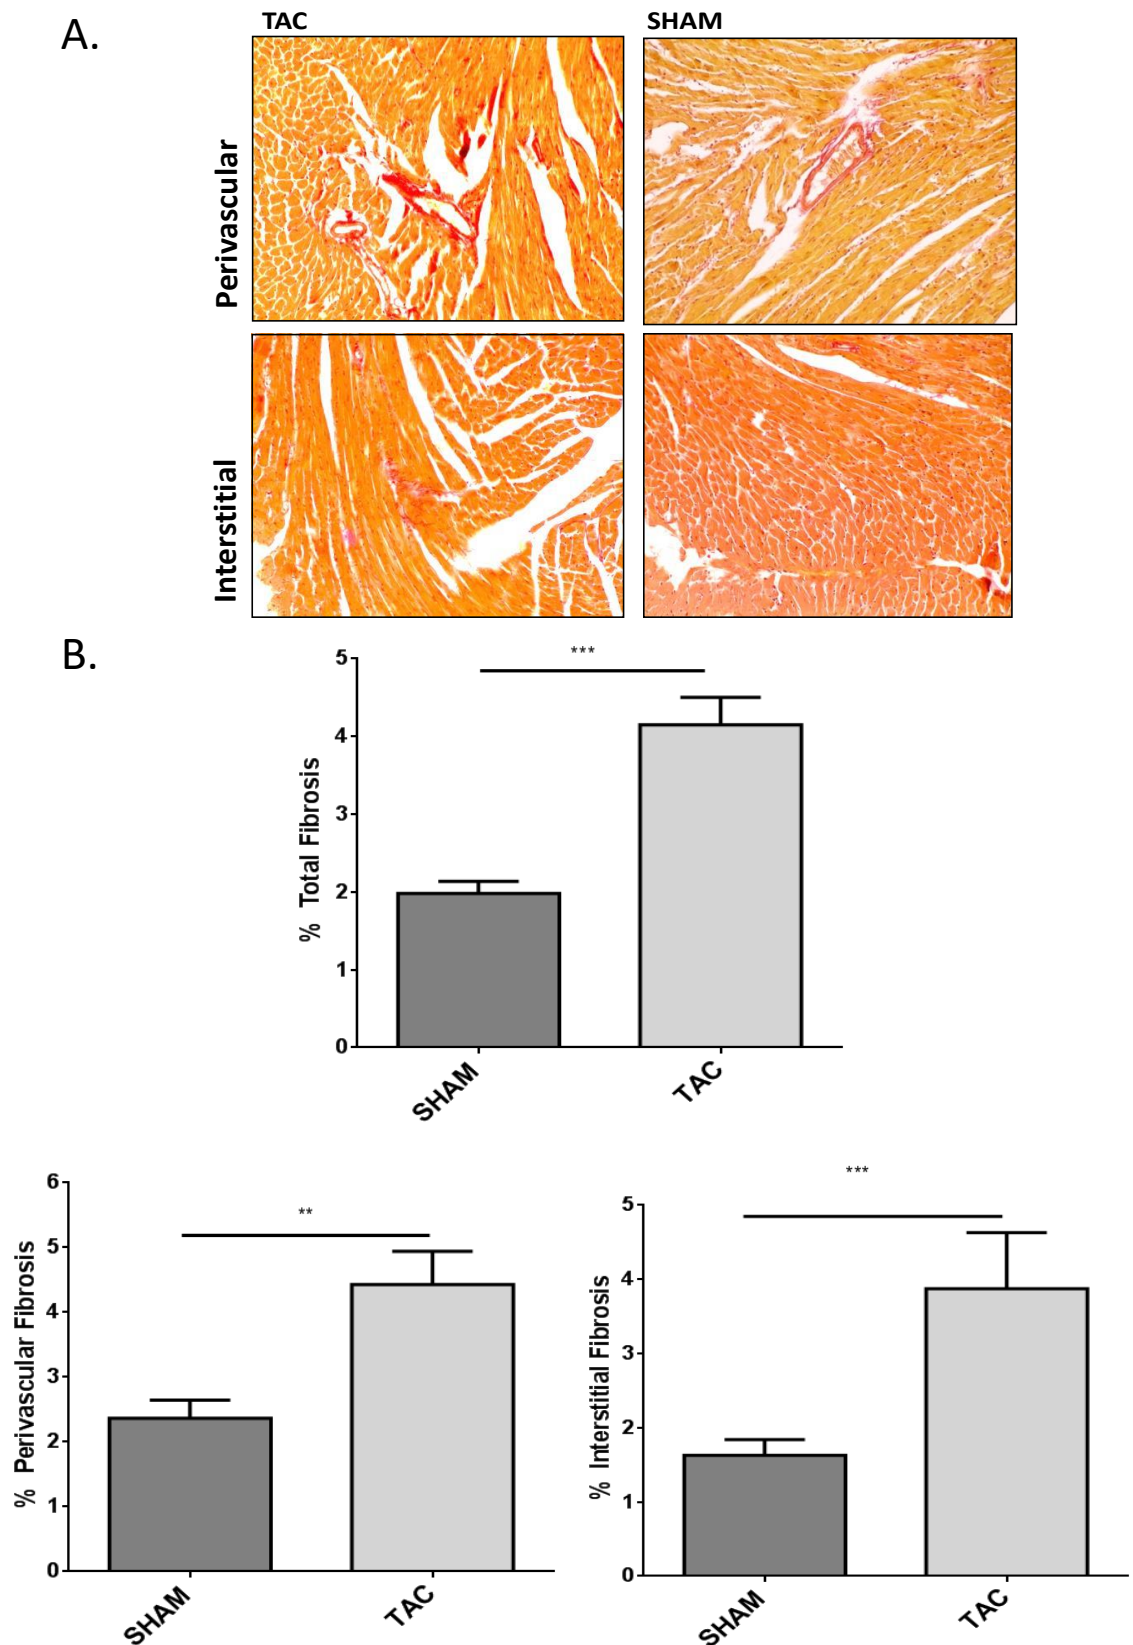 A.
TAC
SHAM
Perivascular
Interstitial
B.
***
5
4
3
2
1
0
% Total Fibrosis
SHAM
TAC
**
6
5
4
3
2
1
0
% Perivascular Fibrosis
SHAM
TAC
***
5
4
3
2
1
0
% Interstitial Fibrosis
SHAM
TAC